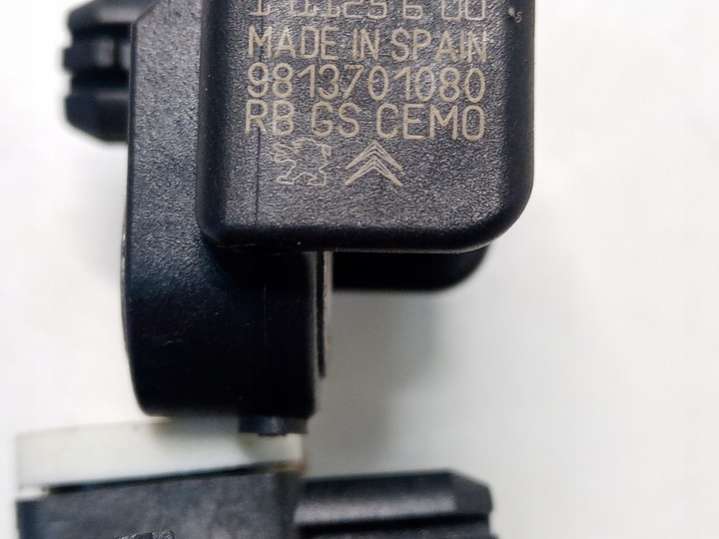 MADE IN SPAIN
9813701080
RB GS CEMO